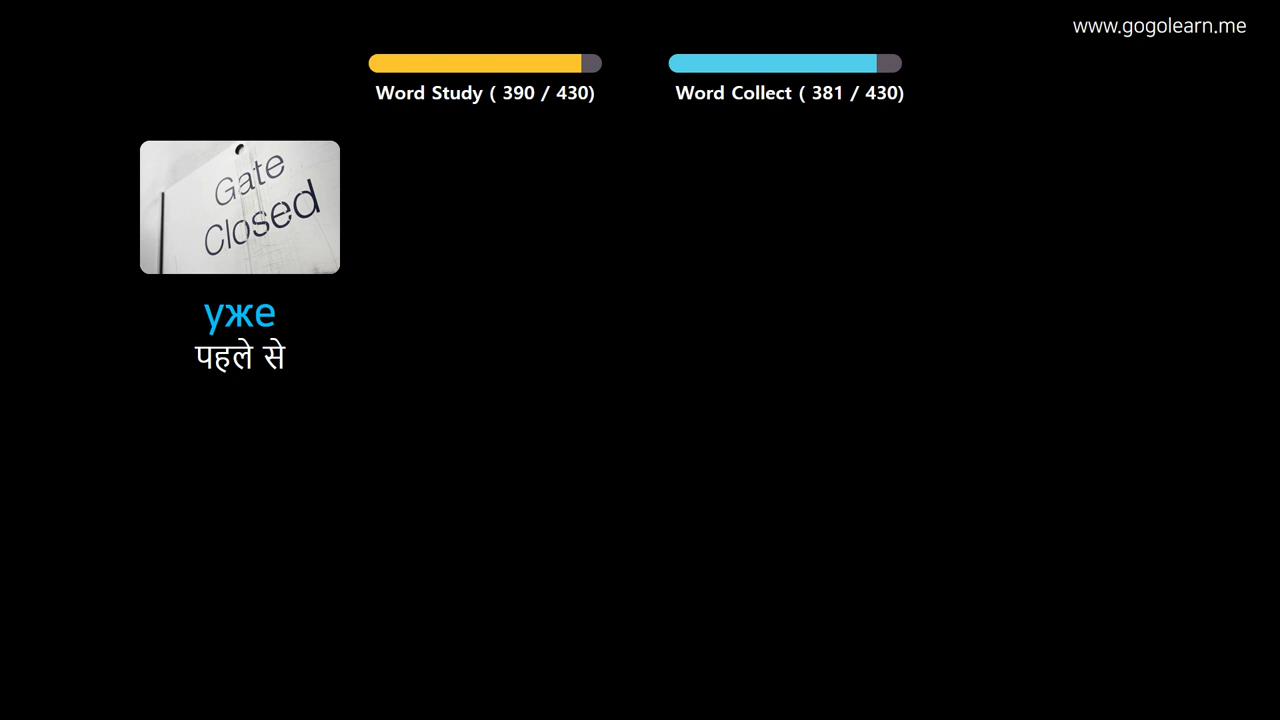 www.gogolearn.me
Word Study ( 390 / 430)
Word Collect ( 381 / 430)
Gate
Closed
уже
पहले से